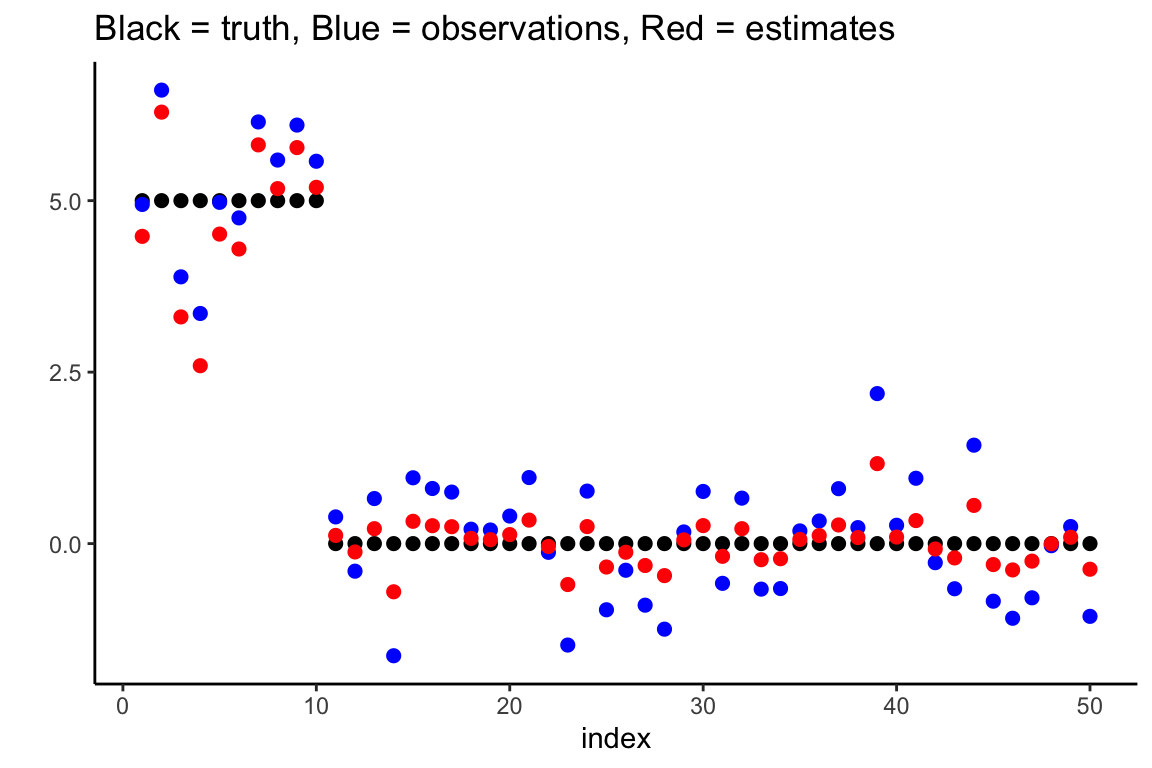 Black = truth, Blue = observations, Red = estimates
5.0
2.5
0.0
0 10 20 30 40 50
index